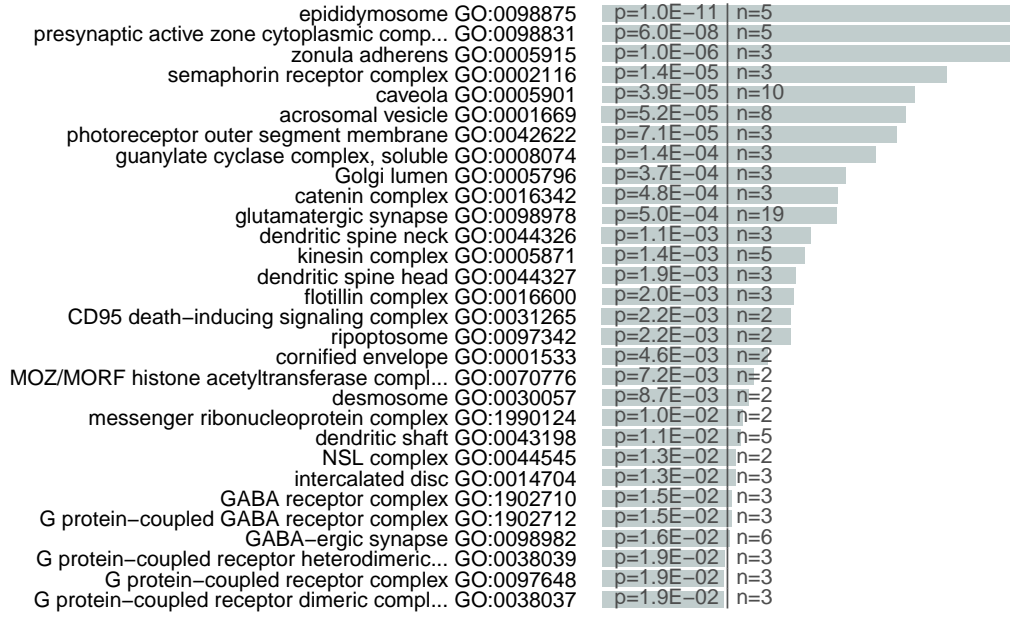 epididymosome GO:0098875 p=1.0E−11 n=5
presynaptic active zone cytoplasmic comp... GO:0098831 p=6.0E−08 n=5
zonula adherens GO:0005915 p=1.0E−06 n=3
semaphorin receptor complex GO:0002116 p=1.4E−05 n=3
caveola GO:0005901 p=3.9E−05 n=10
acrosomal vesicle GO:0001669 p=5.2E−05 n=8
photoreceptor outer segment membrane GO:0042622 p=7.1E−05 n=3
guanylate cyclase complex, soluble GO:0008074 p=1.4E−04 n=3
Golgi lumen GO:0005796 p=3.7E−04 n=3
catenin complex GO:0016342 p=4.8E−04 n=3
glutamatergic synapse GO:0098978 p=5.0E−04 n=19
dendritic spine neck GO:0044326 p=1.1E−03 n=3
kinesin complex GO:0005871 p=1.4E−03 n=5
dendritic spine head GO:0044327 p=1.9E−03 n=3
flotillin complex GO:0016600 p=2.0E−03 n=3
CD95 death−inducing signaling complex GO:0031265 p=2.2E−03 n=2
ripoptosome GO:0097342 p=2.2E−03 n=2
cornified envelope GO:0001533 p=4.6E−03 n=2
MOZ/MORF histone acetyltransferase compl... GO:0070776 p=7.2E−03 n=2
desmosome GO:0030057 p=8.7E−03 n=2
messenger ribonucleoprotein complex GO:1990124 p=1.0E−02 n=2
dendritic shaft GO:0043198 p=1.1E−02 n=5
NSL complex GO:0044545 p=1.3E−02 n=2
intercalated disc GO:0014704 p=1.3E−02 n=3
GABA receptor complex GO:1902710 p=1.5E−02 n=3
G protein−coupled GABA receptor complex GO:1902712 p=1.5E−02 n=3
GABA−ergic synapse GO:0098982 p=1.6E−02 n=6
G protein−coupled receptor heterodimeric... GO:0038039 p=1.9E−02 n=3
G protein−coupled receptor complex GO:0097648 p=1.9E−02 n=3
G protein−coupled receptor dimeric compl... GO:0038037 p=1.9E−02 n=3